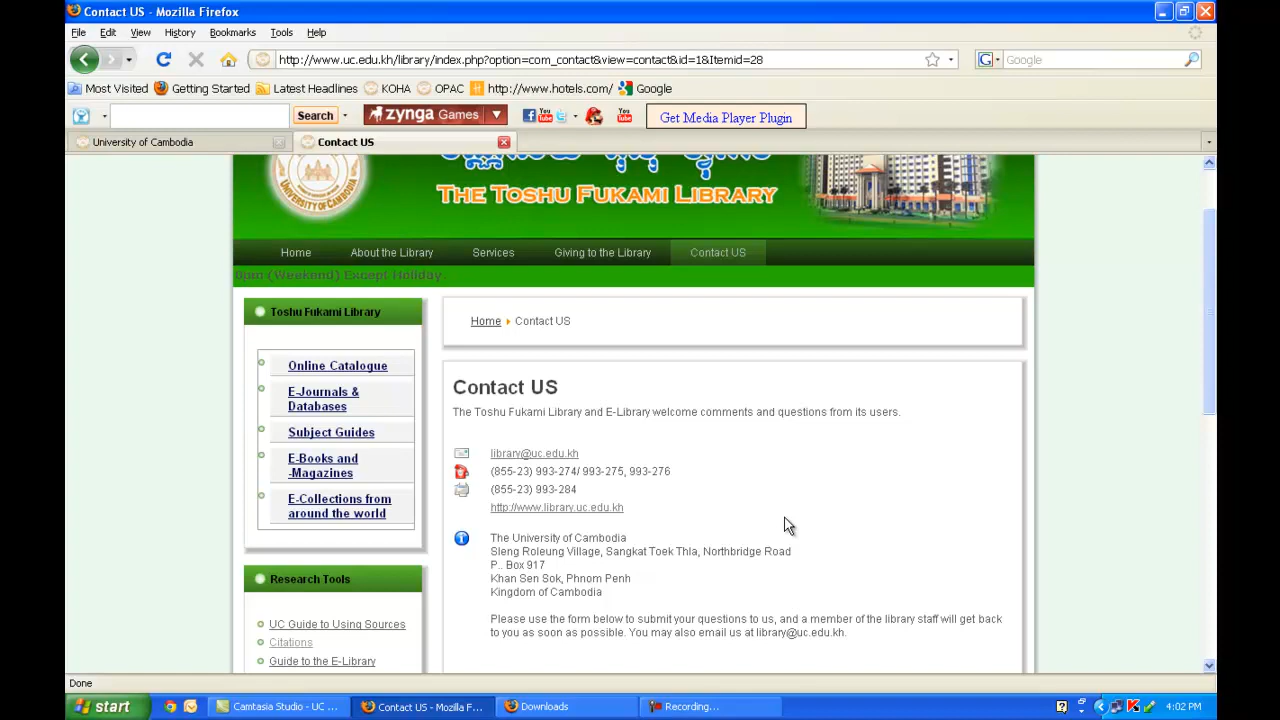 Contact US - Mozilla Firefox
File Edit View History Bookmarks Tools Help
http://www.uc.edu.kh/library/index.php?option=com_contact&view=contact&id=1&Itemid=28
Google
Most Visited Getting Started Latest Headlines KOHA OPAC http://www.hotels.com/ Google
Search zynga Games You Tube Get Media Player Plugin
University of Cambodia Contact US
THE TOSHU FUKAMI LIBRARY
Home About the Library Services Giving to the Library Contact US
(Weekend) Except Holiday.
Toshu Fukami Library
Online Catalogue
E-Journals &
Databases
Subject Guides
E-Books and
-Magazines
E-Collections from
around the world
Research Tools
UC Guide to Using Sources
Citations
Guide to the E-Library
Home Contact US
Contact US
The Toshu Fukami Library and E-Library welcome comments and questions from its users.
library@uc.edu.kh
(855-23) 993-274/ 993-275, 993-276
(855-23) 993-284
http://www.library.uc.edu.kh
The University of Cambodia
Sleng Roleung Village, Sangkat Toek Thla, Northbridge Road
P.. Box 917
Khan Sen Sok, Phnom Penh
Kingdom of Cambodia
Please use the form below to submit your questions to us, and a member of the library staff will get back
to you as soon as possible. You may also email us at library@uc.edu.kh.
Done
start Camtasia Studio - UC ... Contact US - Mozilla F... Downloads Recording... 4:02 PM